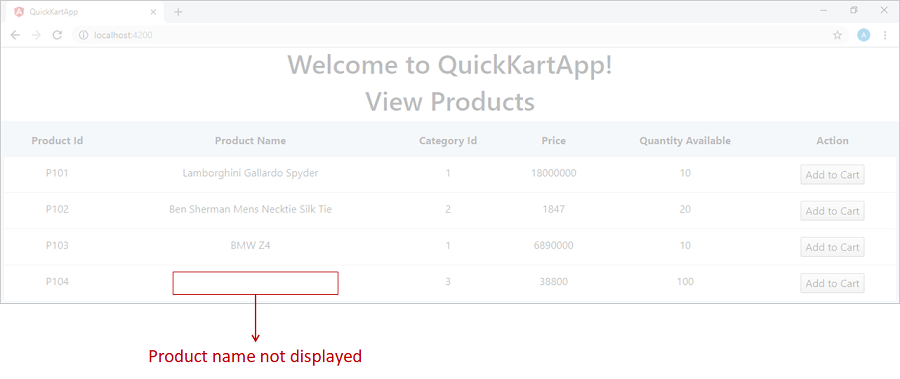 QuickKartApp
localhost:4200
A
Welcome to QuickKartApp!
View Products
Product Id Product Name Category Id Price Quantity Available Action
P101 Lamborghini Gallardo Spyder 1 18000000 10 Add to Cart
P102 Ben Sherman Mens Necktie Silk Tie 2 1847 20 Add to Cart
P103 BMW Z4 1 6890000 10 Add to Cart
P104 3 38800 100 Add to Cart
Product name not displayed